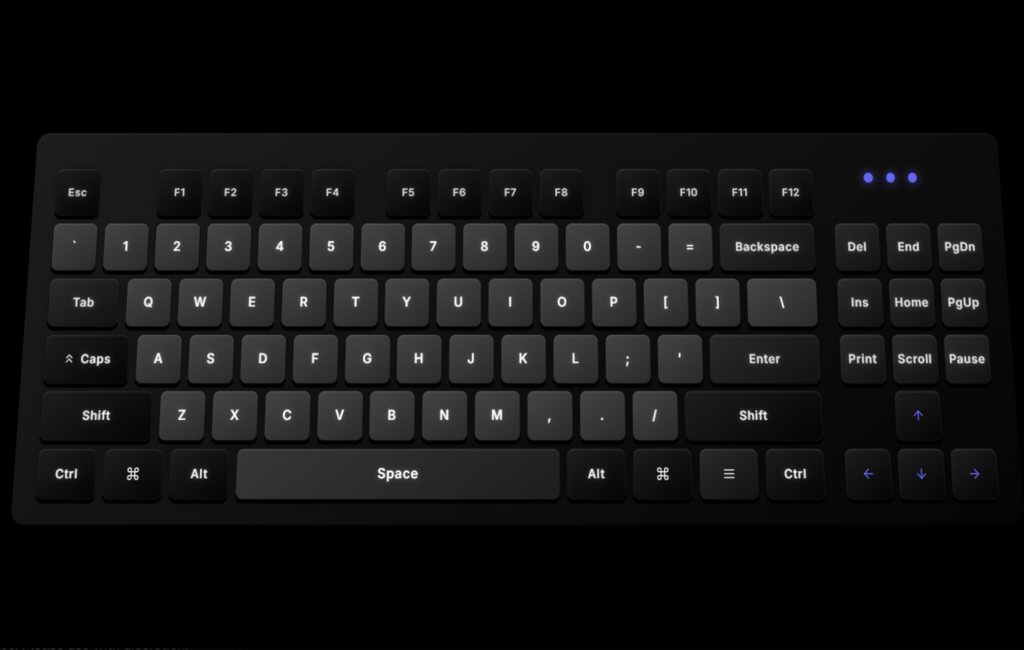 Esc F1 F2 F3 F4 F5 F6 F7 F8 F9 F10 F11 F12
` 1 2 3 4 5 6 7 8 9 0 - = Backspace Del End PgDn
Tab Q W E R T Y U I O P [ ] \ Ins Home PgUp
Caps A S D F G H J K L ; ' Enter Print Scroll Pause
Shift Z X C V B N M , . / Shift ↑
Ctrl ⌘ Alt Space Alt ⌘ ☰ Ctrl ← ↓ →